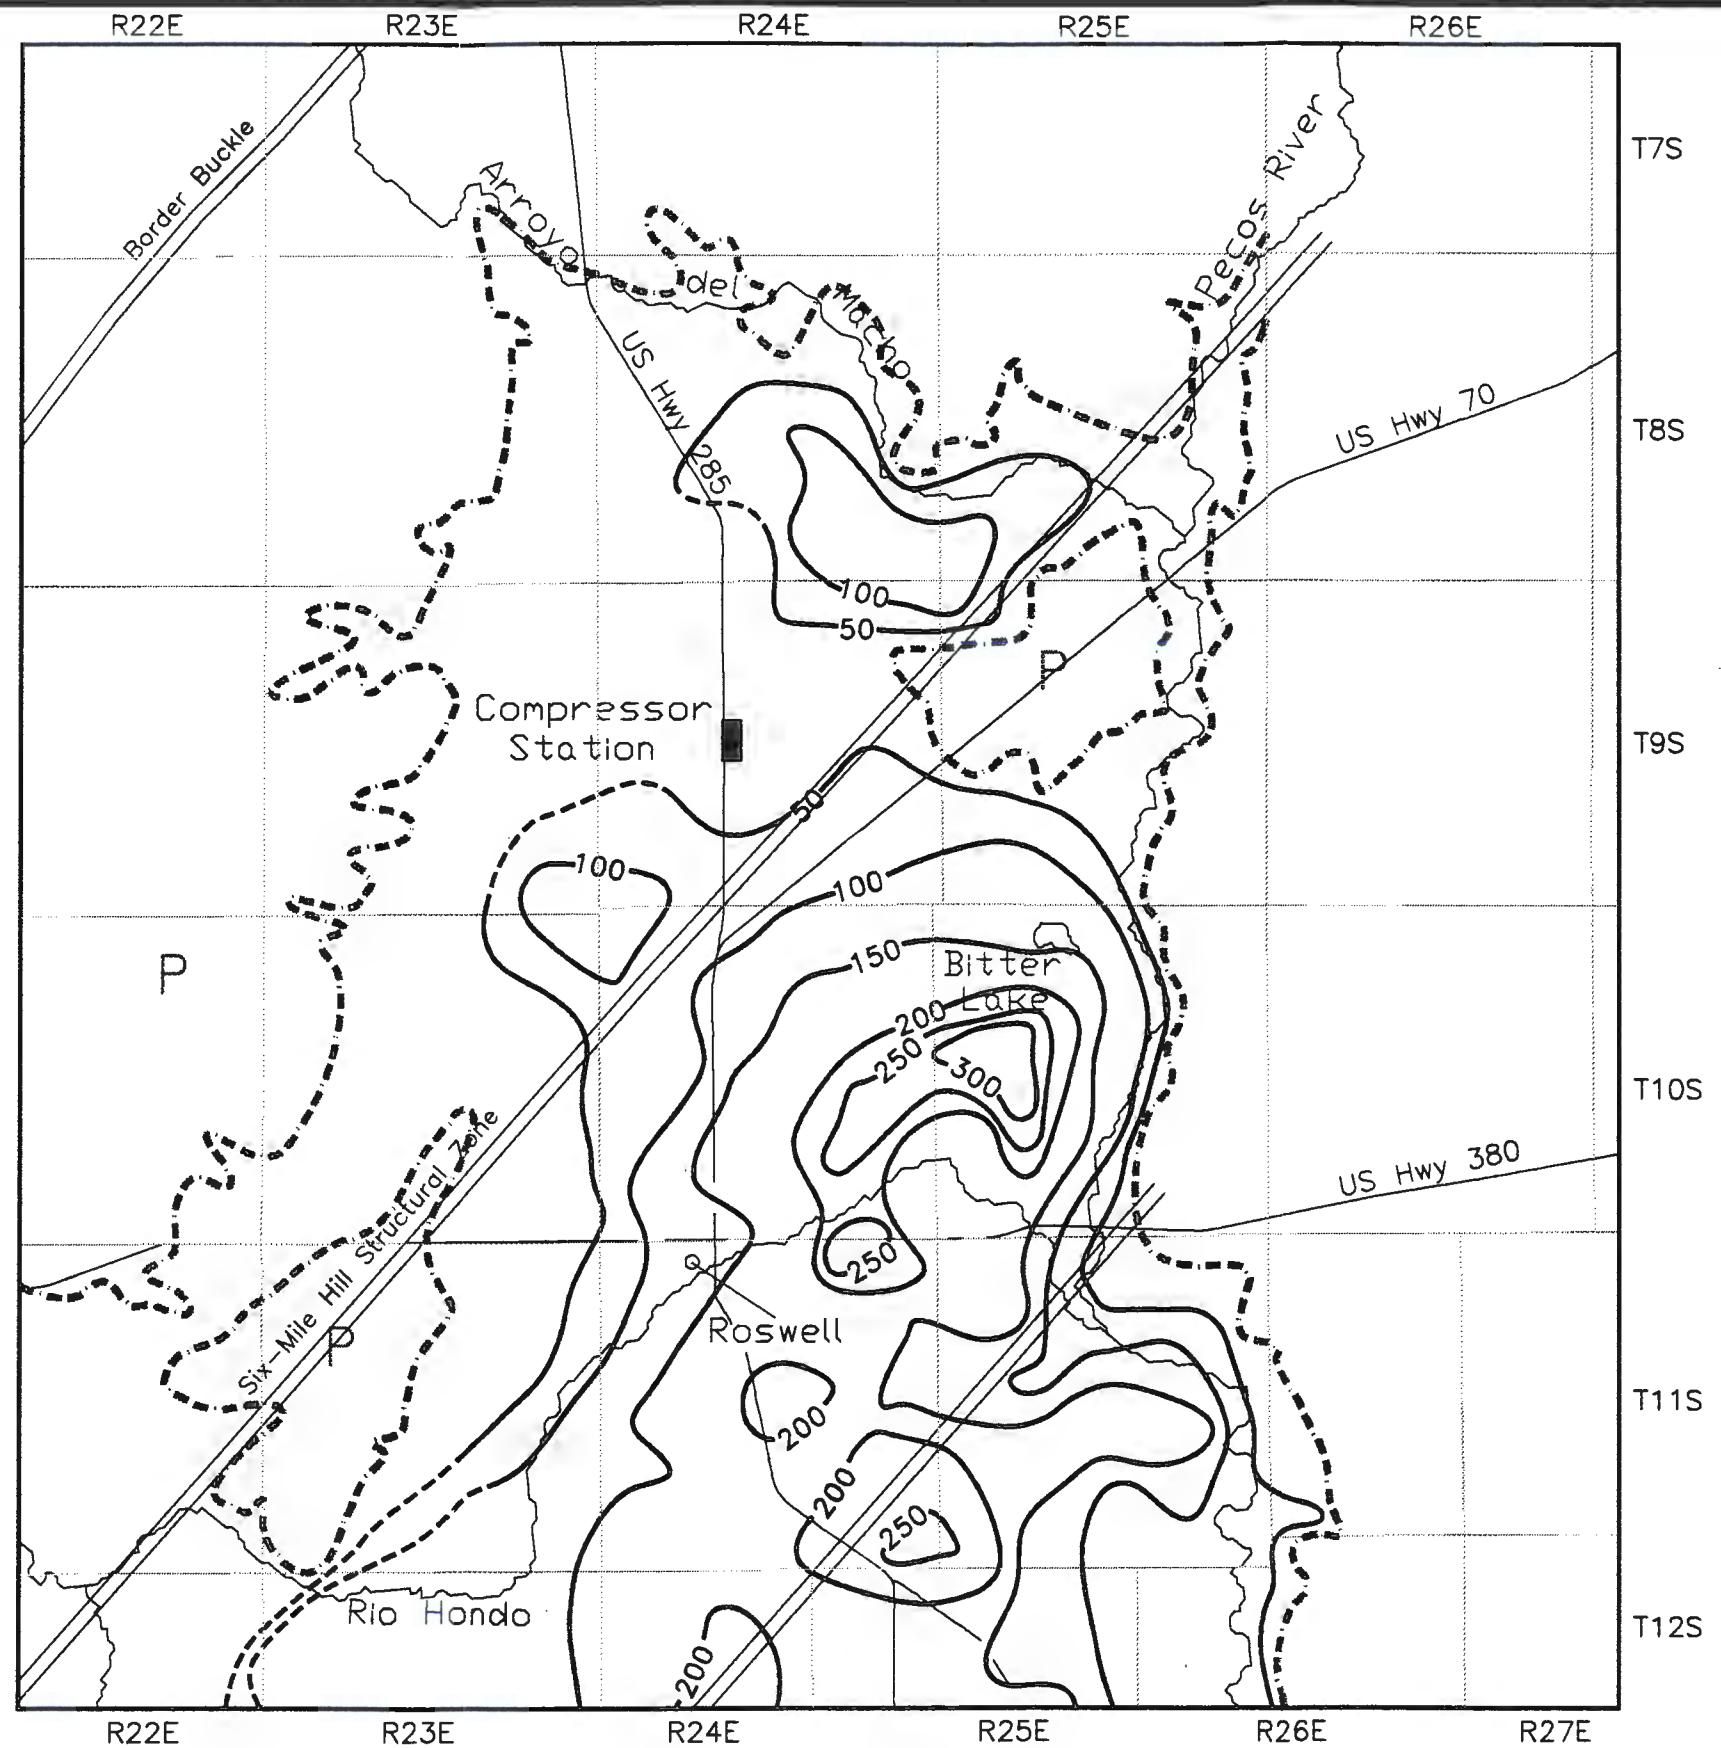 R22E R23E R24E R25E R26E
T7S
Border Buckle
Arroyo del Macho
Pecos River
US Hwy 285
US Hwy 70
T8S
100
50
P
Compressor
Station
T9S
50
100
100
150
Bitter
Lake
P
200
250
300
T10S
Six-Mile Hill Structural Zone
US Hwy 380
250
P
Roswell
T11S
200
200
250
Rio Hondo
T12S
200
R22E R23E R24E R25E R26E R27E